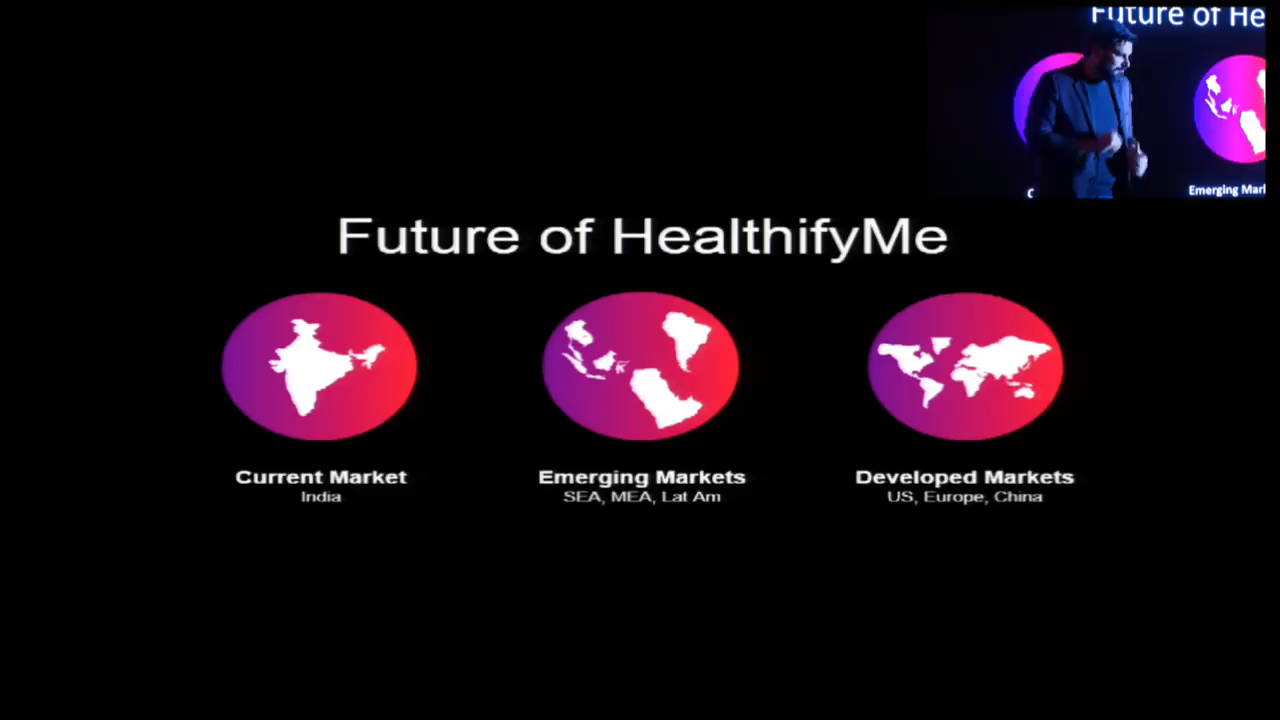 Future of He
Emerging Mark
Future of HealthifyMe
Current Market
India
Emerging Markets
SEA, MEA, Lat Am
Developed Markets
US, Europe, China